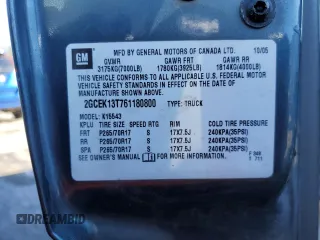 GM
MFD BY GENERAL MOTORS OF CANADA LTD. 10/05
GVWR GAWR FRT GAWR RR
3175KG(7000LB) 1780KG(3925LB) 1814KG(4000LB)
THIS VEHICLE CONFORMS TO ALL APPLICABLE U.S. FEDERAL
MOTOR VEHICLE SAFETY STANDARDS IN EFFECT ON THE DATE OF
MANUFACTURE SHOWN ABOVE.
2GCEK13T761180800 TYPE: TRUCK
MODEL: K15543
KPLU TIRE SIZE SPEED RTG RIM COLD TIRE PRESSURE
FRT P265/70R17 S 17X7.5J 240KPA(35PSI)
RR P265/70R17 S 17X7.5J 240KPA(35PSI)
SPA P265/70R17 S 17X7.5J 240KPA(35PSI)
SEE OWNER'S MANUAL FOR ADDITIONAL INFORMATION.
autobidmaster